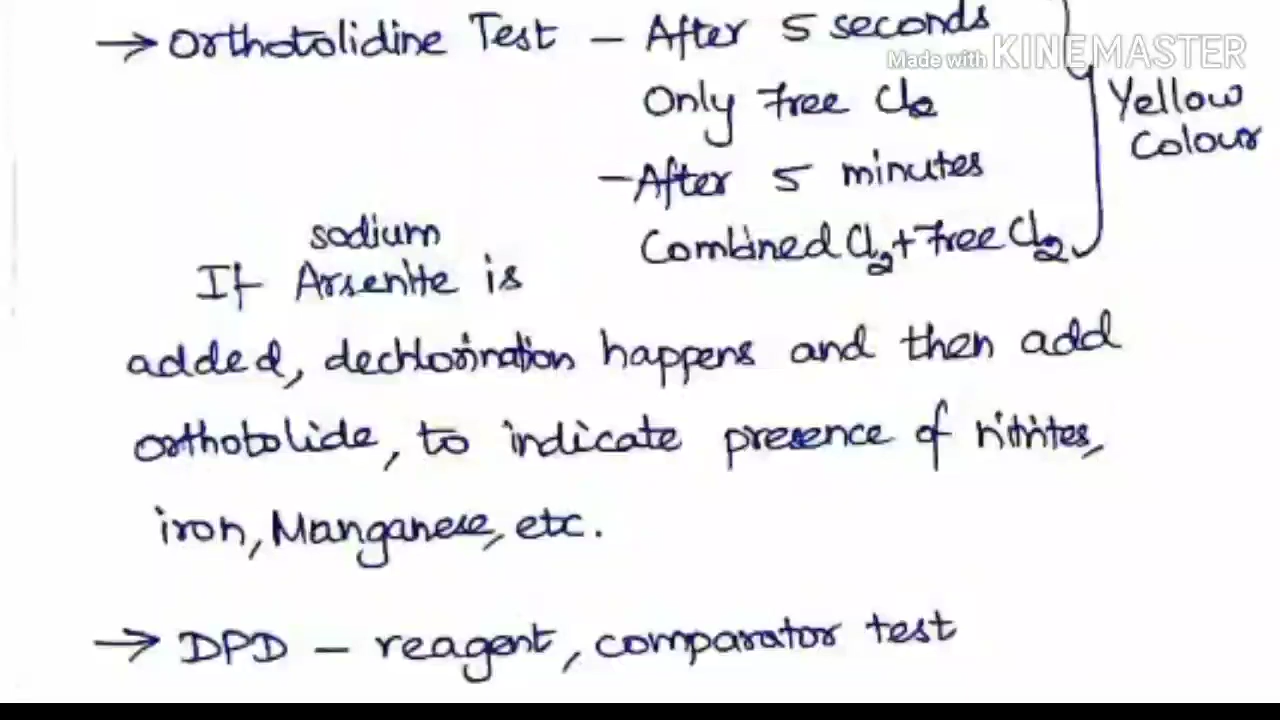 → Orthotolidine Test – After 5 seconds
Made with KINEMASTER
Only free Cl2
Yellow
Colour
– After 5 minutes
Combined Cl2 + free Cl2
sodium
If Arsenite is
added, dechlorination happens and then add
orthotolide, to indicate presence of nitrites,
iron, Manganese, etc.
→ DPD – reagent, comparator test